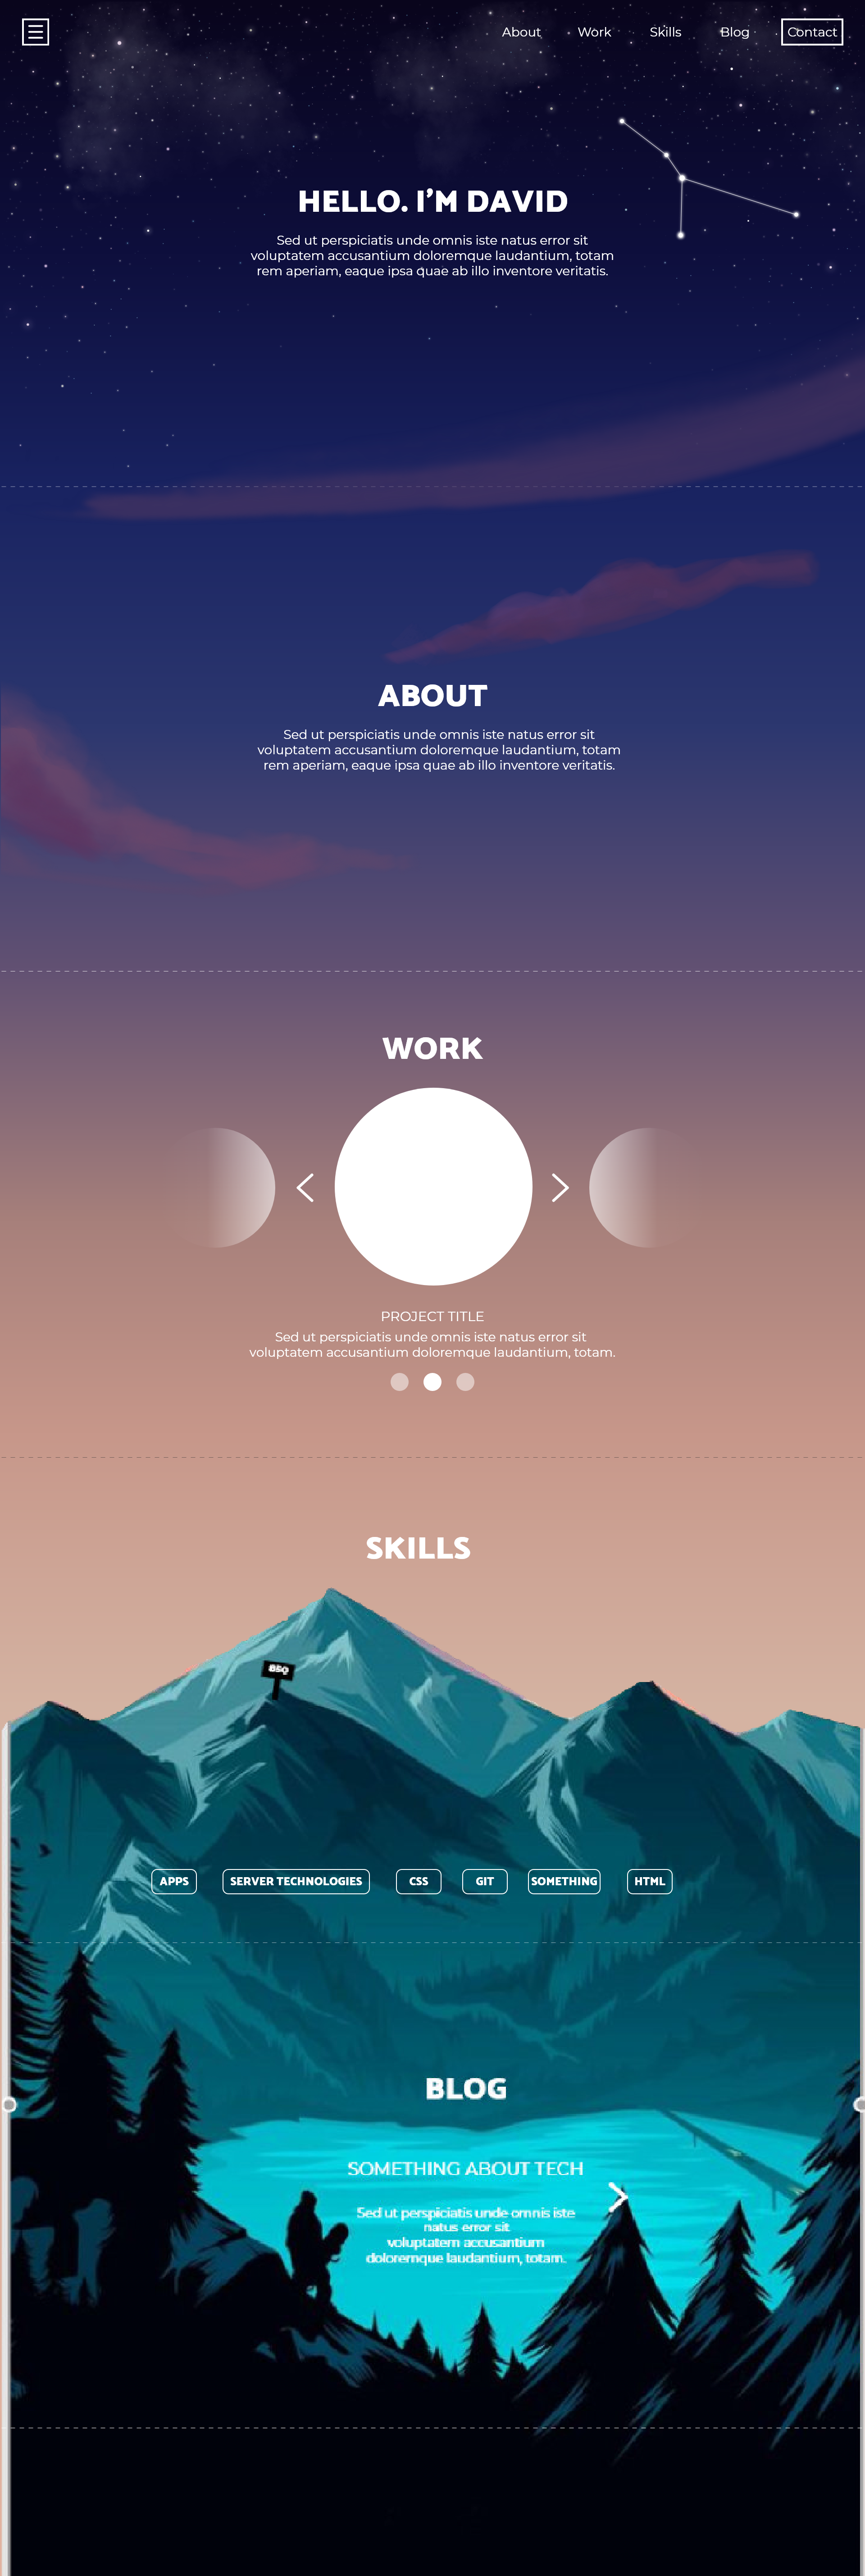 About Work Skills Blog Contact
HELLO. I'M DAVID
Sed ut perspiciatis unde omnis iste natus error sit
voluptatem accusantium doloremque laudantium, totam
rem aperiam, eaque ipsa quae ab illo inventore veritatis.
ABOUT
Sed ut perspiciatis unde omnis iste natus error sit
voluptatem accusantium doloremque laudantium, totam
rem aperiam, eaque ipsa quae ab illo inventore veritatis.
WORK
PROJECT TITLE
Sed ut perspiciatis unde omnis iste natus error sit
voluptatem accusantium doloremque laudantium, totam.
SKILLS
APPS SERVER TECHNOLOGIES CSS GIT SOMETHING HTML
BLOG
SOMETHING ABOUT TECH
Sed ut perspiciatis unde omnis iste
natus error sit
voluptatem accusantium
doloremque laudantium, totam.